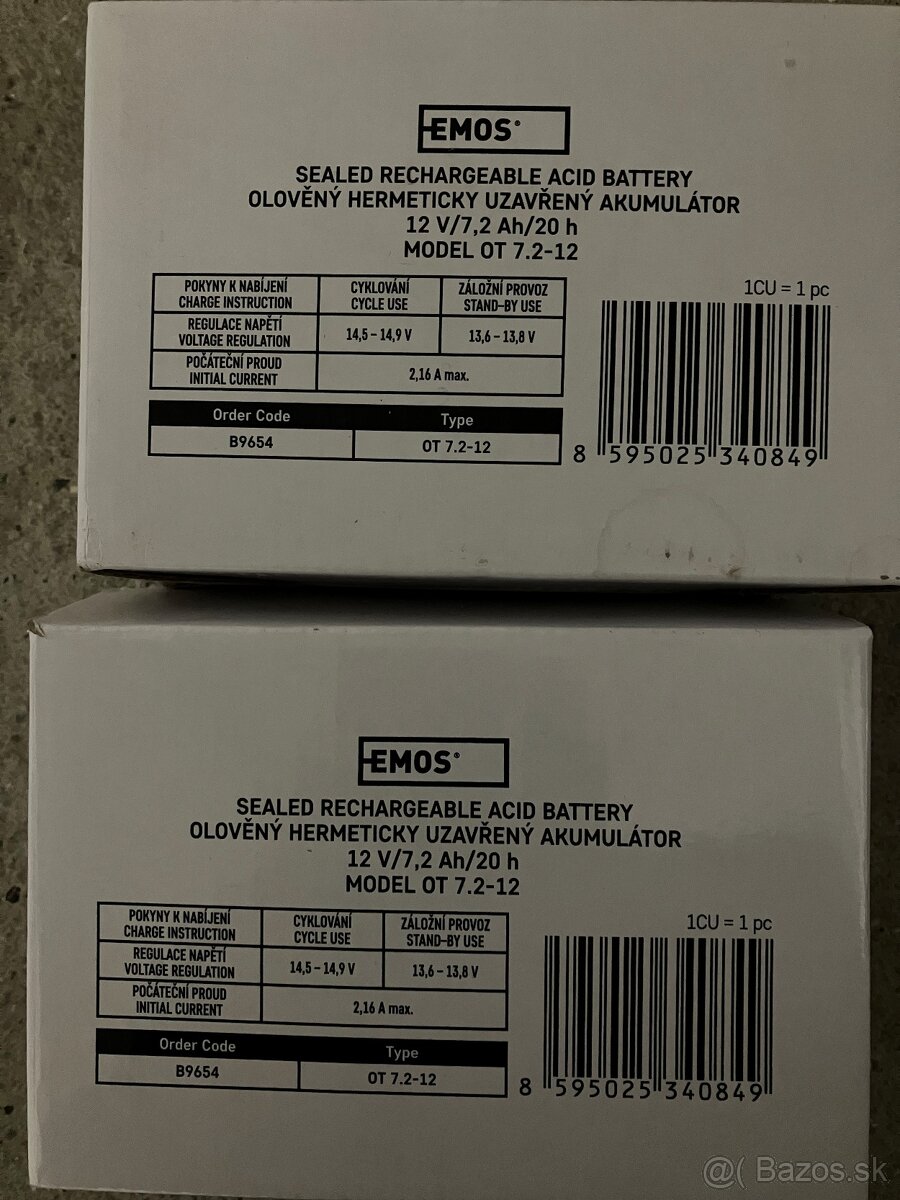 EMOS®
SEALED RECHARGEABLE ACID BATTERY
OLOVĚNÝ HERMETICKY UZAVŘENÝ AKUMULÁTOR
12 V/7,2 Ah/20 h
MODEL OT 7.2-12
1CU = 1 pc
POKYNY K NABÍJENÍ
CHARGE INSTRUCTION
CYKLOVÁNÍ
CYCLE USE
ZÁLOŽNÍ PROVOZ
STAND-BY USE
REGULACE NAPĚTÍ
VOLTAGE REGULATION
14,5 – 14,9 V
13,6 – 13,8 V
POČÁTEČNÍ PROUD
INITIAL CURRENT
2,16 A max.
Order Code
Type
B9654
OT 7.2-12
8 595025 340849
EMOS®
SEALED RECHARGEABLE ACID BATTERY
OLOVĚNÝ HERMETICKY UZAVŘENÝ AKUMULÁTOR
12 V/7,2 Ah/20 h
MODEL OT 7.2-12
1CU = 1 pc
POKYNY K NABÍJENÍ
CHARGE INSTRUCTION
CYKLOVÁNÍ
CYCLE USE
ZÁLOŽNÍ PROVOZ
STAND-BY USE
REGULACE NAPĚTÍ
VOLTAGE REGULATION
14,5 – 14,9 V
13,6 – 13,8 V
POČÁTEČNÍ PROUD
INITIAL CURRENT
2,16 A max.
Order Code
Type
B9654
OT 7.2-12
8 595025 340849
@( Bazos.sk